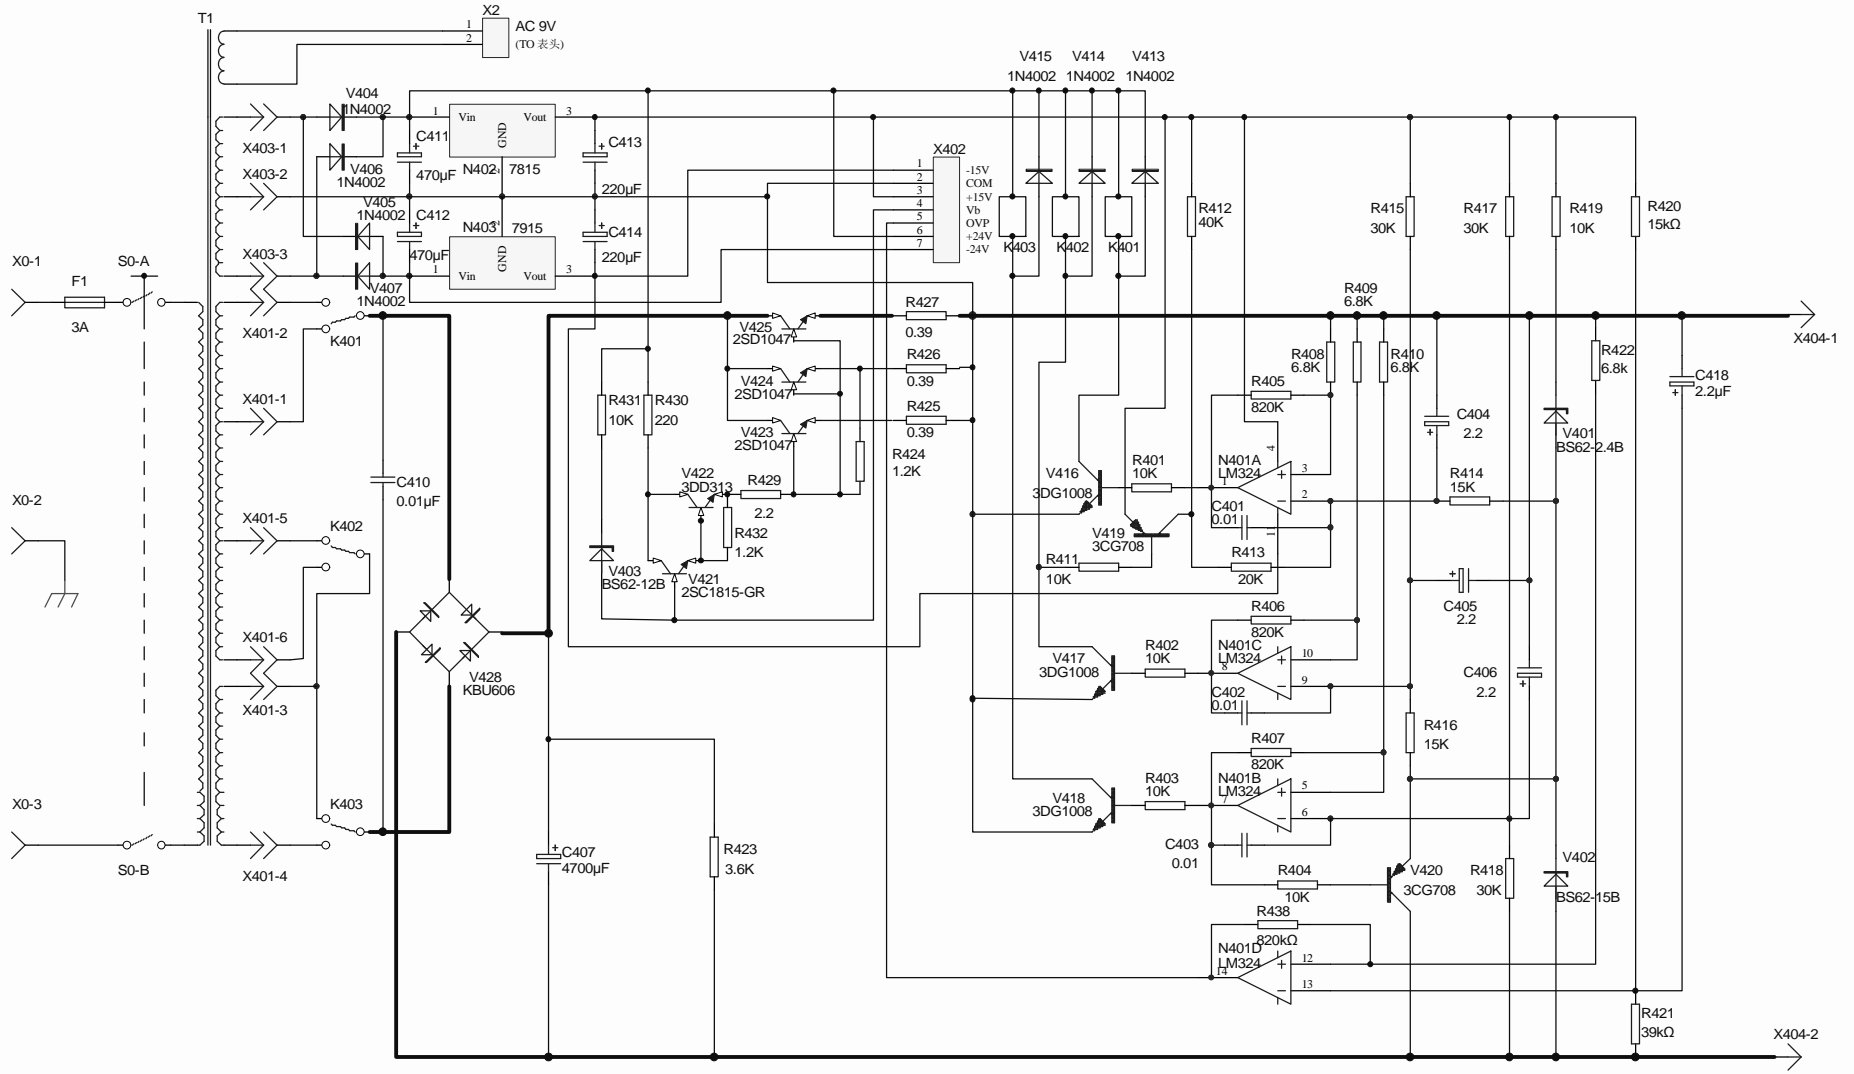 T1
X2
1
2
AC 9V
(TO 表头)
V404
1N4002
X403-1
V406
1N4002
X403-2
V405
1N4002
X403-3
V407
1N4002
C411
+
470μF
C412
+
470μF
1
Vin
GND
Vout
3
N402
2
7815
N403
2
7915
1
Vin
GND
Vout
3
C413
+
220μF
C414
+
220μF
X402
1
2
3
4
5
6
7
-15V
COM
+15V
Vb
OVP
+24V
-24V
V415
1N4002
V414
1N4002
V413
1N4002
K403
K402
K401
R412
40K
R415
30K
R417
30K
R419
10K
R420
15kΩ
X0-1
F1
3A
S0-A
X401-2
K401
X401-1
C410
0.01μF
X0-2
X401-5
K402
X401-6
X401-3
X0-3
K403
S0-B
X401-4
V428
KBU606
C407
+
4700μF
R423
3.6K
V425
2SD1047
V424
2SD1047
V423
2SD1047
R427
0.39
R426
0.39
R425
0.39
R424
1.2K
R431
10K
R430
220
V422
3DD313
R429
2.2
R432
1.2K
V403
BS62-12B
V421
2SC1815-GR
R409
6.8K
R408
6.8K
R410
6.8K
R405
820K
V416
3DG1008
R401
10K
N401A
LM324
4
3
1
2
+
−
C401
0.01
11
V419
3CG708
R411
10K
R413
20K
C404
+
2.2
R414
15K
V401
BS62-2.4B
R422
6.8k
C418
+
2.2μF
X404-1
R406
820K
V417
3DG1008
R402
10K
N401C
LM324
8
10
9
+
−
C402
0.01
+
C405
2.2
C406
+
2.2
R416
15K
R407
820K
V418
3DG1008
R403
10K
N401B
LM324
7
5
6
+
−
C403
0.01
R404
10K
V420
3CG708
R418
30K
V402
BS62-15B
R438
820kΩ
N401D
LM324
14
12
13
+
−
R421
39kΩ
X404-2